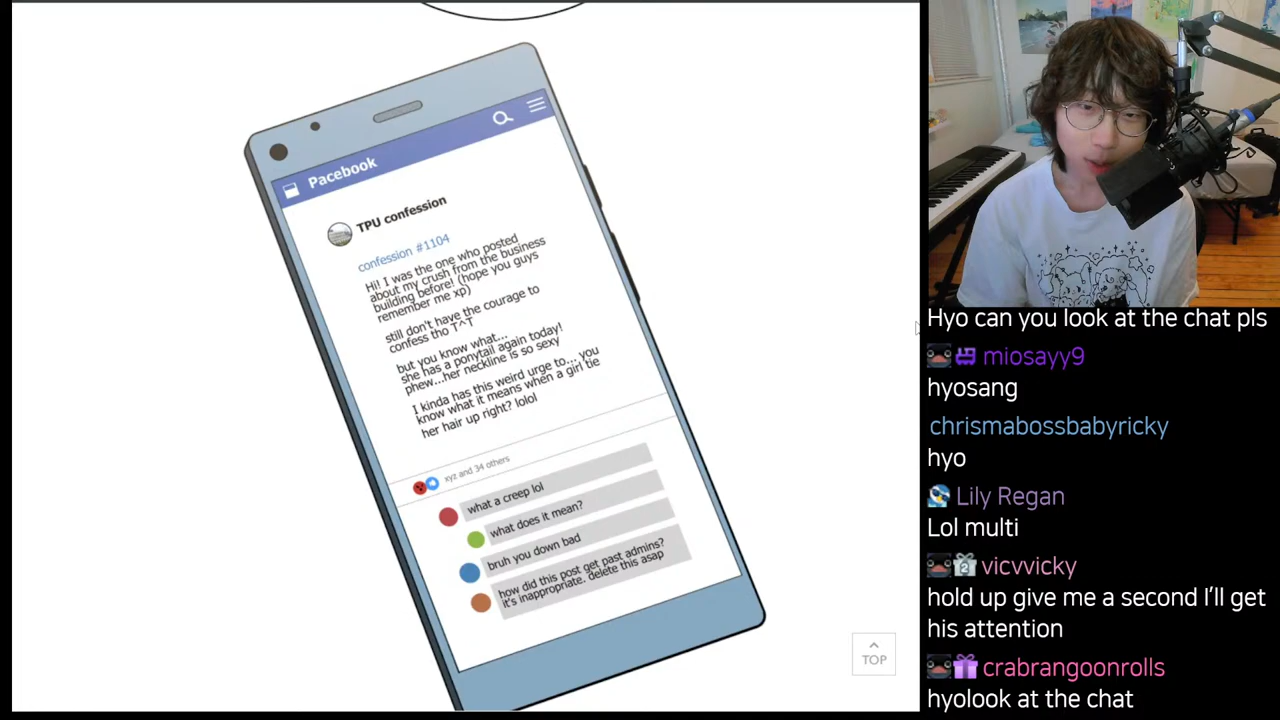 Pacebook
TPU confession
confession #1104
Hi! I was the one who posted
about my crush from the business
building before! (hope you guys
remember me xp)
still don't have the courage to
confess tho T^T
but you know what...
she has a ponytail again today!
phew...her neckline is so sexy
I kinda has this weird urge to... you
know what it means when a girl tie
her hair up right? lolol
xyz and 34 others
what a creep lol
what does it mean?
bruh you down bad
how did this post get past admins?
it's inappropriate. delete this asap
TOP
Hyo can you look at the chat pls
miosayy9
hyosang
chrismabossbabyricky
hyo
Lily Regan
Lol multi
2
vicvvicky
hold up give me a second I'll get
his attention
crabrangoonrolls
hyolook at the chat